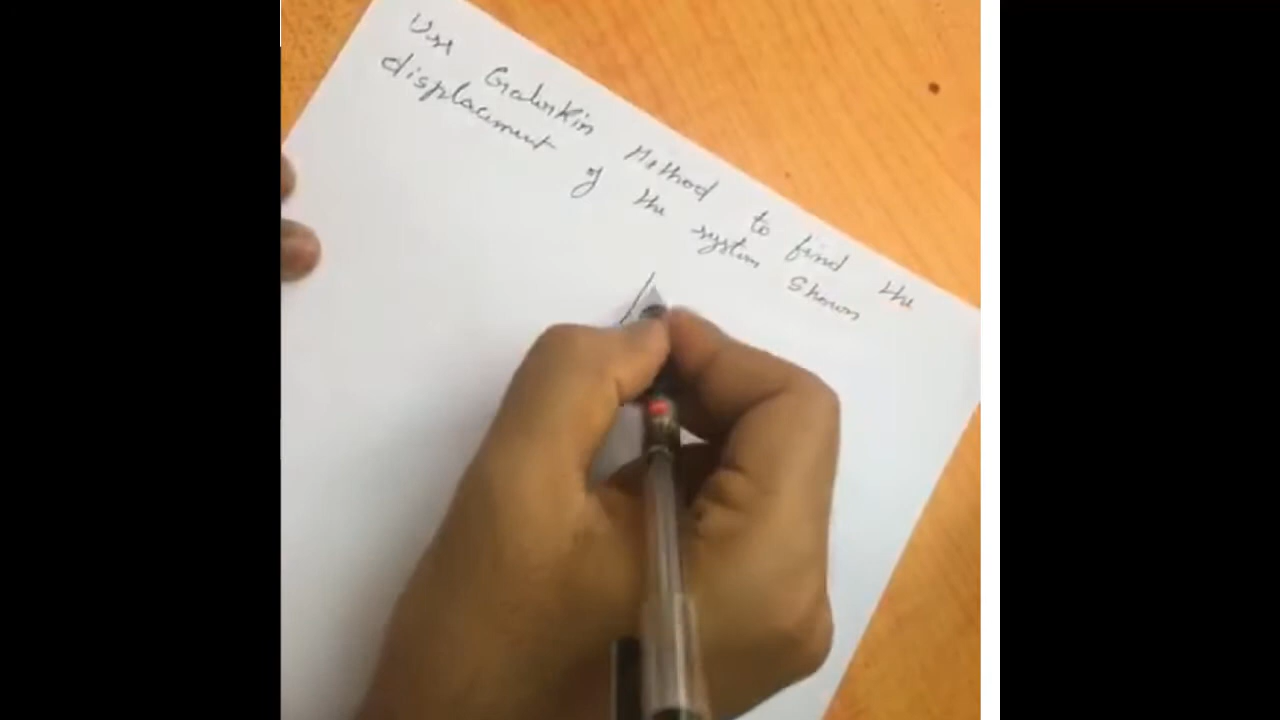 Use Galerkin Method to find the
displacement of the system shown